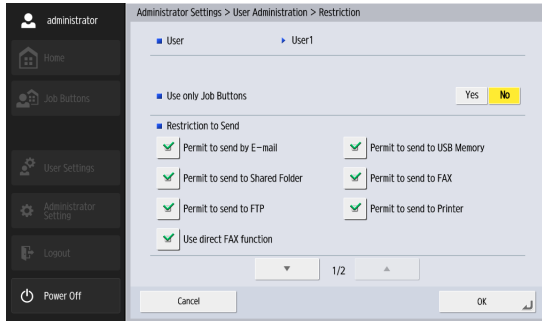 administrator
Home
Job Buttons
User Settings
Administrator
Setting
Logout
Power Off
Administrator Settings > User Administration > Restriction
User
User1
Use only Job Buttons
Yes
No
Restriction to Send
Permit to send by E-mail
Permit to send to USB Memory
Permit to send to Shared Folder
Permit to send to FAX
Permit to send to FTP
Permit to send to Printer
Use direct FAX function
1/2
Cancel
OK